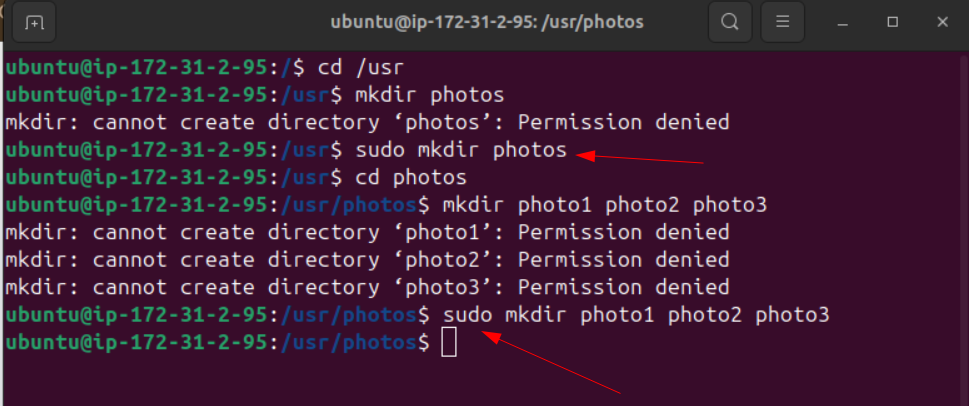 ubuntu@ip-172-31-2-95: /usr/photos
ubuntu@ip-172-31-2-95:/$ cd /usr
ubuntu@ip-172-31-2-95:/usr$ mkdir photos
mkdir: cannot create directory ‘photos’: Permission denied
ubuntu@ip-172-31-2-95:/usr$ sudo mkdir photos
ubuntu@ip-172-31-2-95:/usr$ cd photos
ubuntu@ip-172-31-2-95:/usr/photos$ mkdir photo1 photo2 photo3
mkdir: cannot create directory ‘photo1’: Permission denied
mkdir: cannot create directory ‘photo2’: Permission denied
mkdir: cannot create directory ‘photo3’: Permission denied
ubuntu@ip-172-31-2-95:/usr/photos$ sudo mkdir photo1 photo2 photo3
ubuntu@ip-172-31-2-95:/usr/photos$